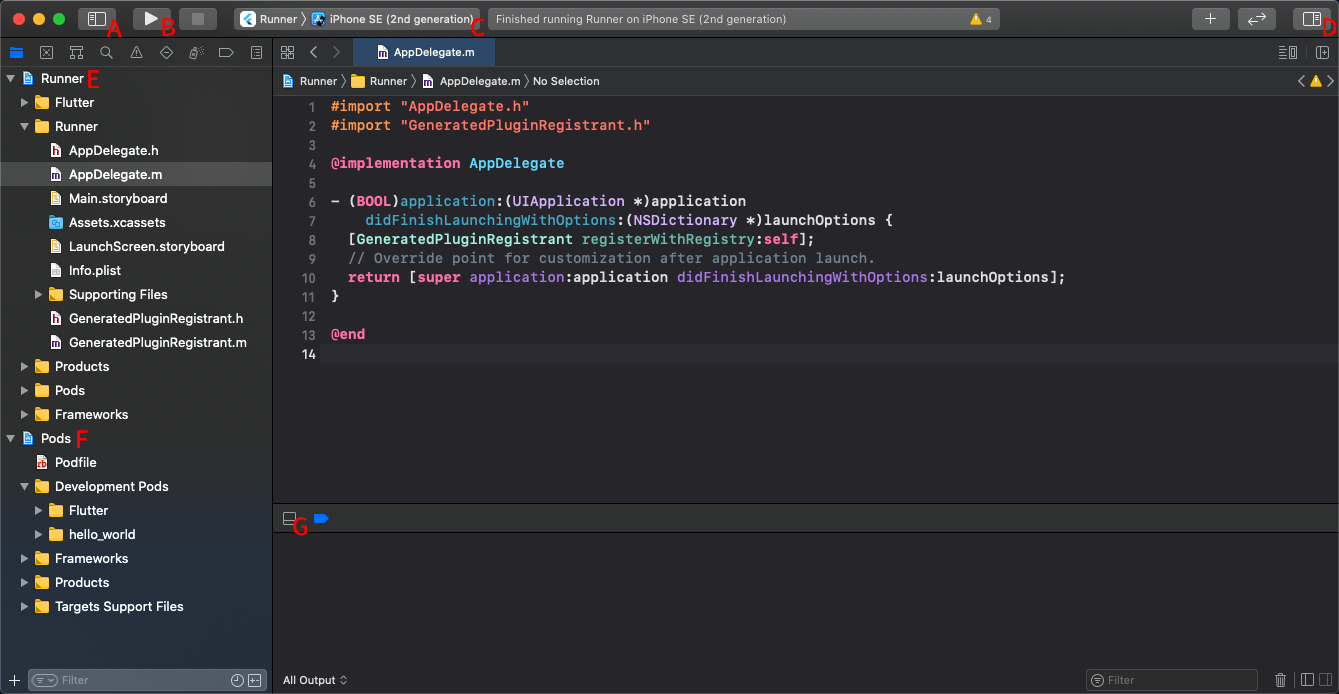 A B Runner iPhone SE (2nd generation) C Finished running Runner on iPhone SE (2nd generation) 4 D
AppDelegate.m
Runner E
Flutter
Runner
AppDelegate.h
AppDelegate.m
Main.storyboard
Assets.xcassets
LaunchScreen.storyboard
Info.plist
Supporting Files
GeneratedPluginRegistrant.h
GeneratedPluginRegistrant.m
Products
Pods
Frameworks
Pods F
Podfile
Development Pods
Flutter
hello_world
Frameworks
Products
Targets Support Files
Filter
Runner Runner AppDelegate.m No Selection
1 #import "AppDelegate.h"
2 #import "GeneratedPluginRegistrant.h"
3
4 @implementation AppDelegate
5
6 - (BOOL)application:(UIApplication *)application
7 didFinishLaunchingWithOptions:(NSDictionary *)launchOptions {
8 [GeneratedPluginRegistrant registerWithRegistry:self];
9 // Override point for customization after application launch.
10 return [super application:application didFinishLaunchingWithOptions:launchOptions];
11 }
12
13 @end
14
G
All Output Filter